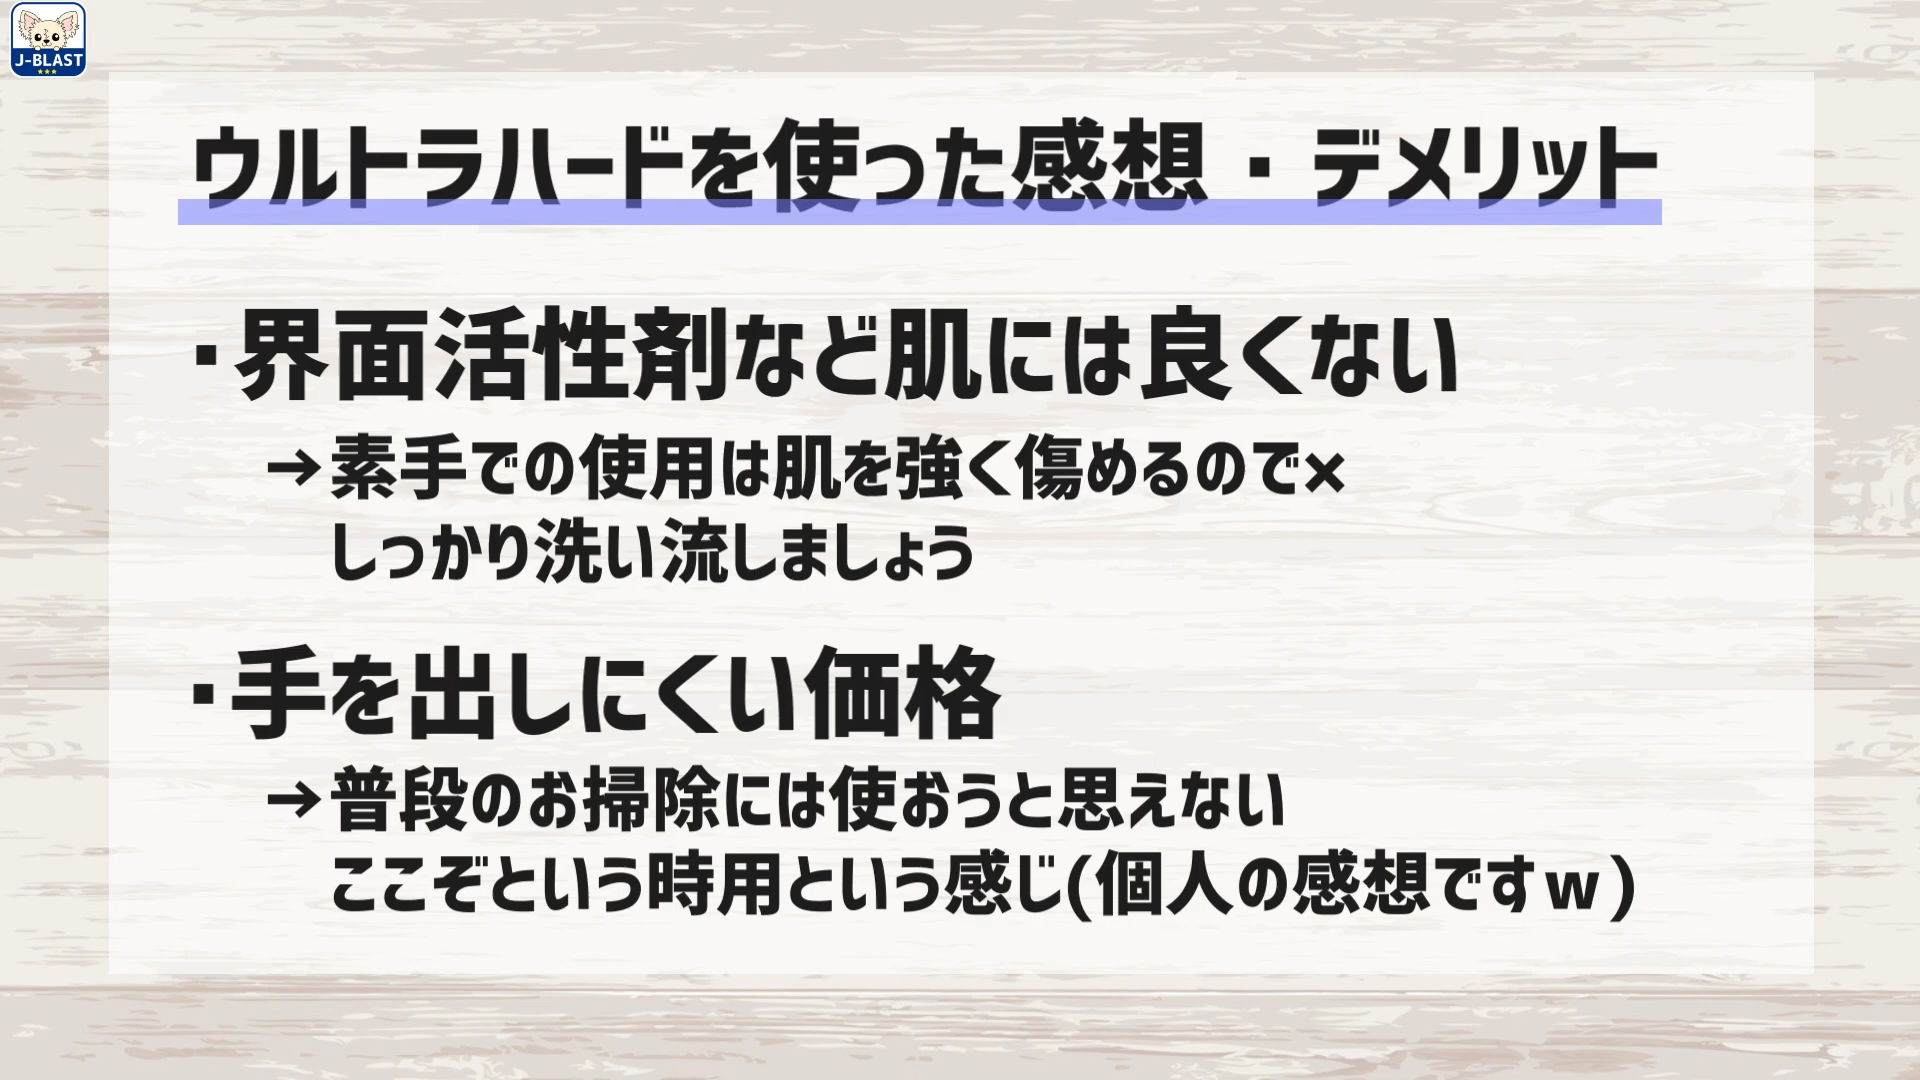 J-BLAST
ウルトラハードを使った感想・デメリット
・界面活性剤など肌には良くない
→素手での使用は肌を強く傷めるので×
しっかり洗い流しましょう
・手を出しにくい価格
→普段のお掃除には使おうと思えない
ここぞという時用という感じ(個人の感想ですw)